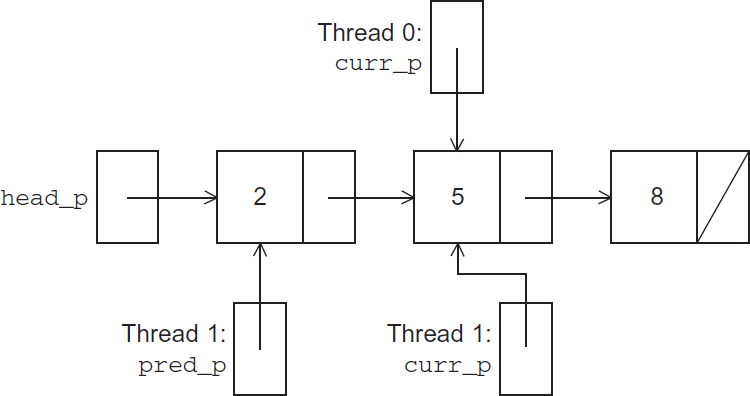 Thread 0:
curr_p
head_p
2
5
8
Thread 1:
pred_p
Thread 1:
curr_p